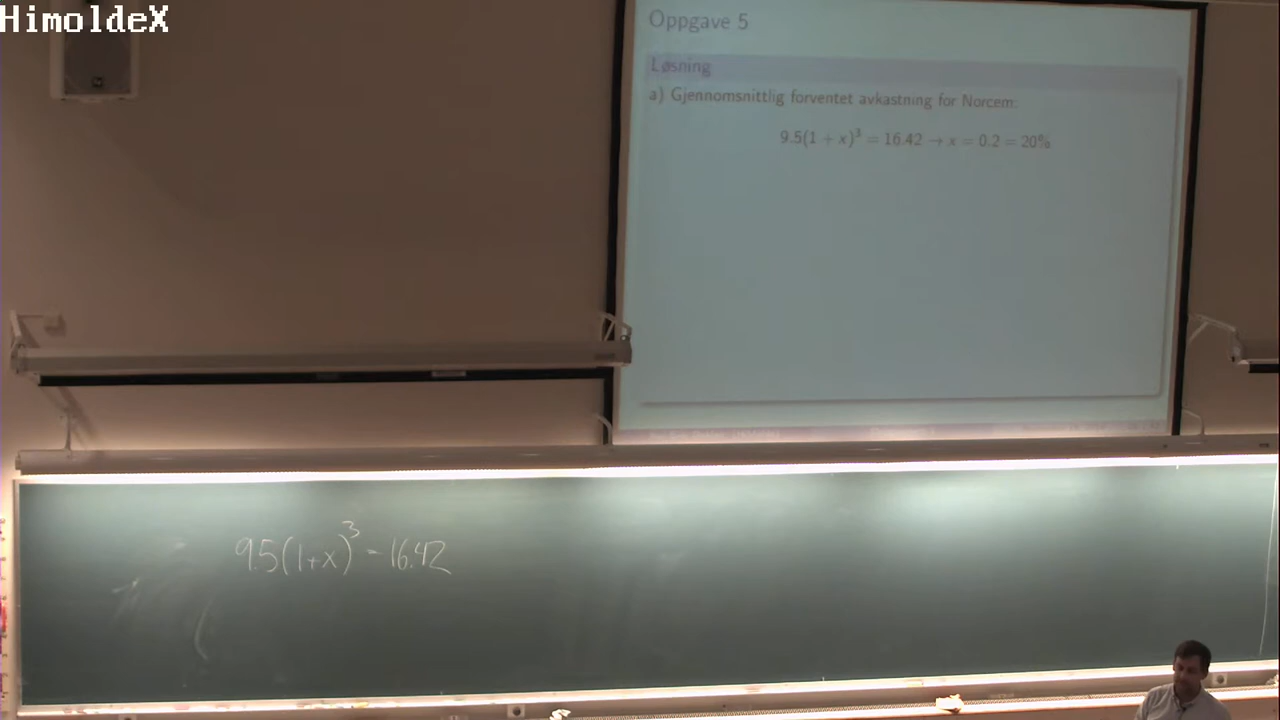 HimoldeX
Oppgave 5
Løsning
a) Gjennomsnittlig forventet avkastning for Norcem:
9.5(1 + x)³ = 16.42 → x = 0.2 = 20%
9.5(1+x)³ = 16.42
(